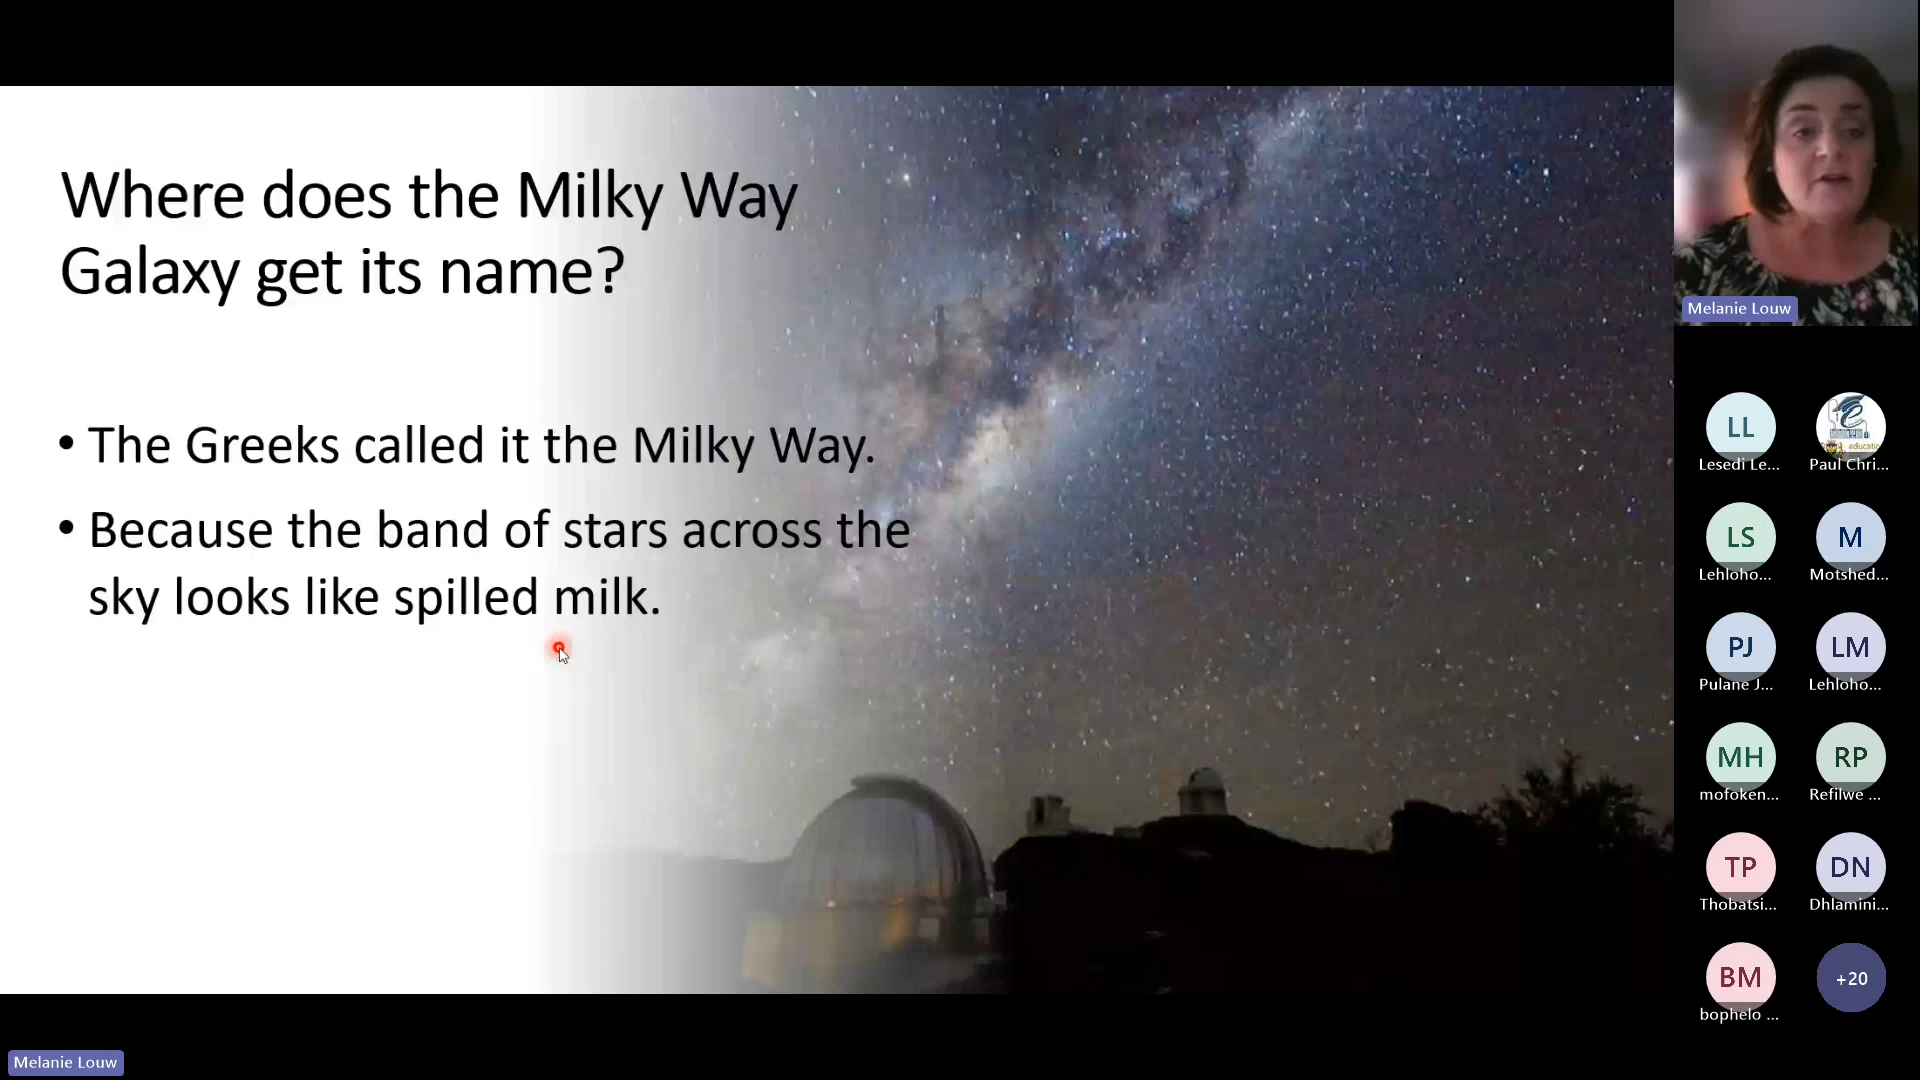 Where does the Milky Way
Galaxy get its name?
• The Greeks called it the Milky Way.
• Because the band of stars across the
sky looks like spilled milk.
Melanie Louw
LL
Lesedi Le...
education
Paul Chri...
LS
Lehloho...
M
Motshed...
PJ
Pulane J...
LM
Lehloho...
MH
mofoken...
RP
Refilwe ...
TP
Thobatsi...
DN
Dhlamini...
BM
bophelo ...
+20
Melanie Louw